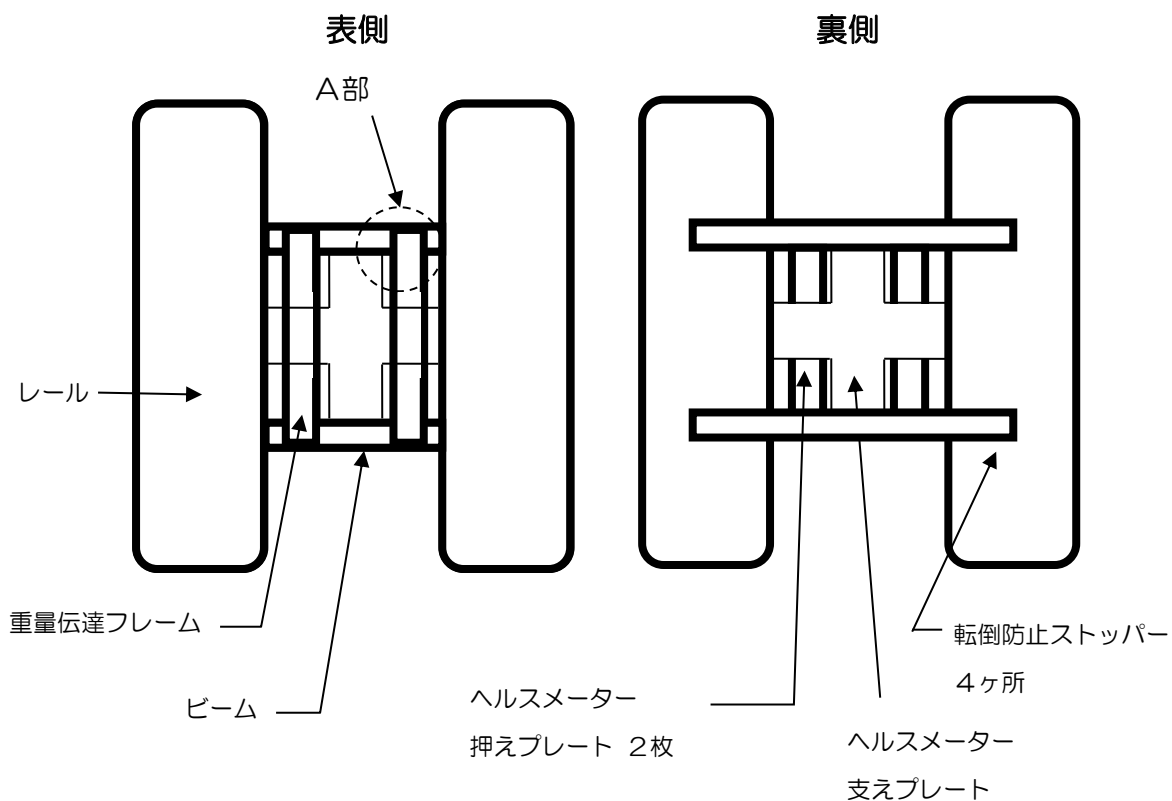 表側
裏側
A部
レール
重量伝達フレーム
ビーム
ヘルスメーター
押えプレート 2枚
転倒防止ストッパー
4ヶ所
ヘルスメーター
支えプレート